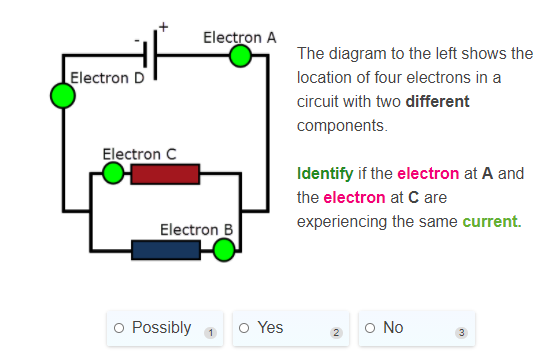 - +
Electron A
Electron D
Electron C
Electron B
The diagram to the left shows the
location of four electrons in a
circuit with two different
components.
Identify if the electron at A and
the electron at C are
experiencing the same current.
Possibly 1
Yes 2
No 3